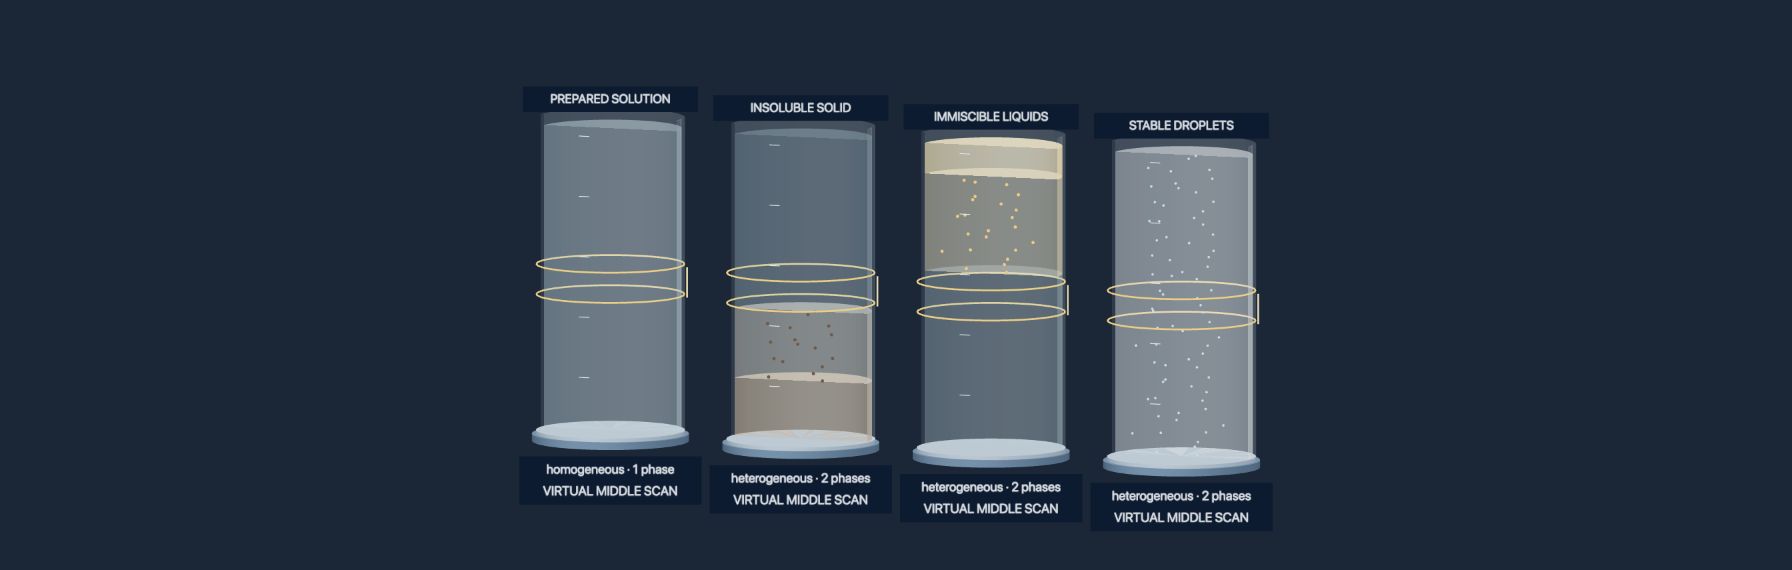 PREPARED SOLUTION
INSOLUBLE SOLID
IMMISCIBLE LIQUIDS
STABLE DROPLETS
homogeneous · 1 phase
VIRTUAL MIDDLE SCAN
heterogeneous · 2 phases
VIRTUAL MIDDLE SCAN
heterogeneous · 2 phases
VIRTUAL MIDDLE SCAN
heterogeneous · 2 phases
VIRTUAL MIDDLE SCAN